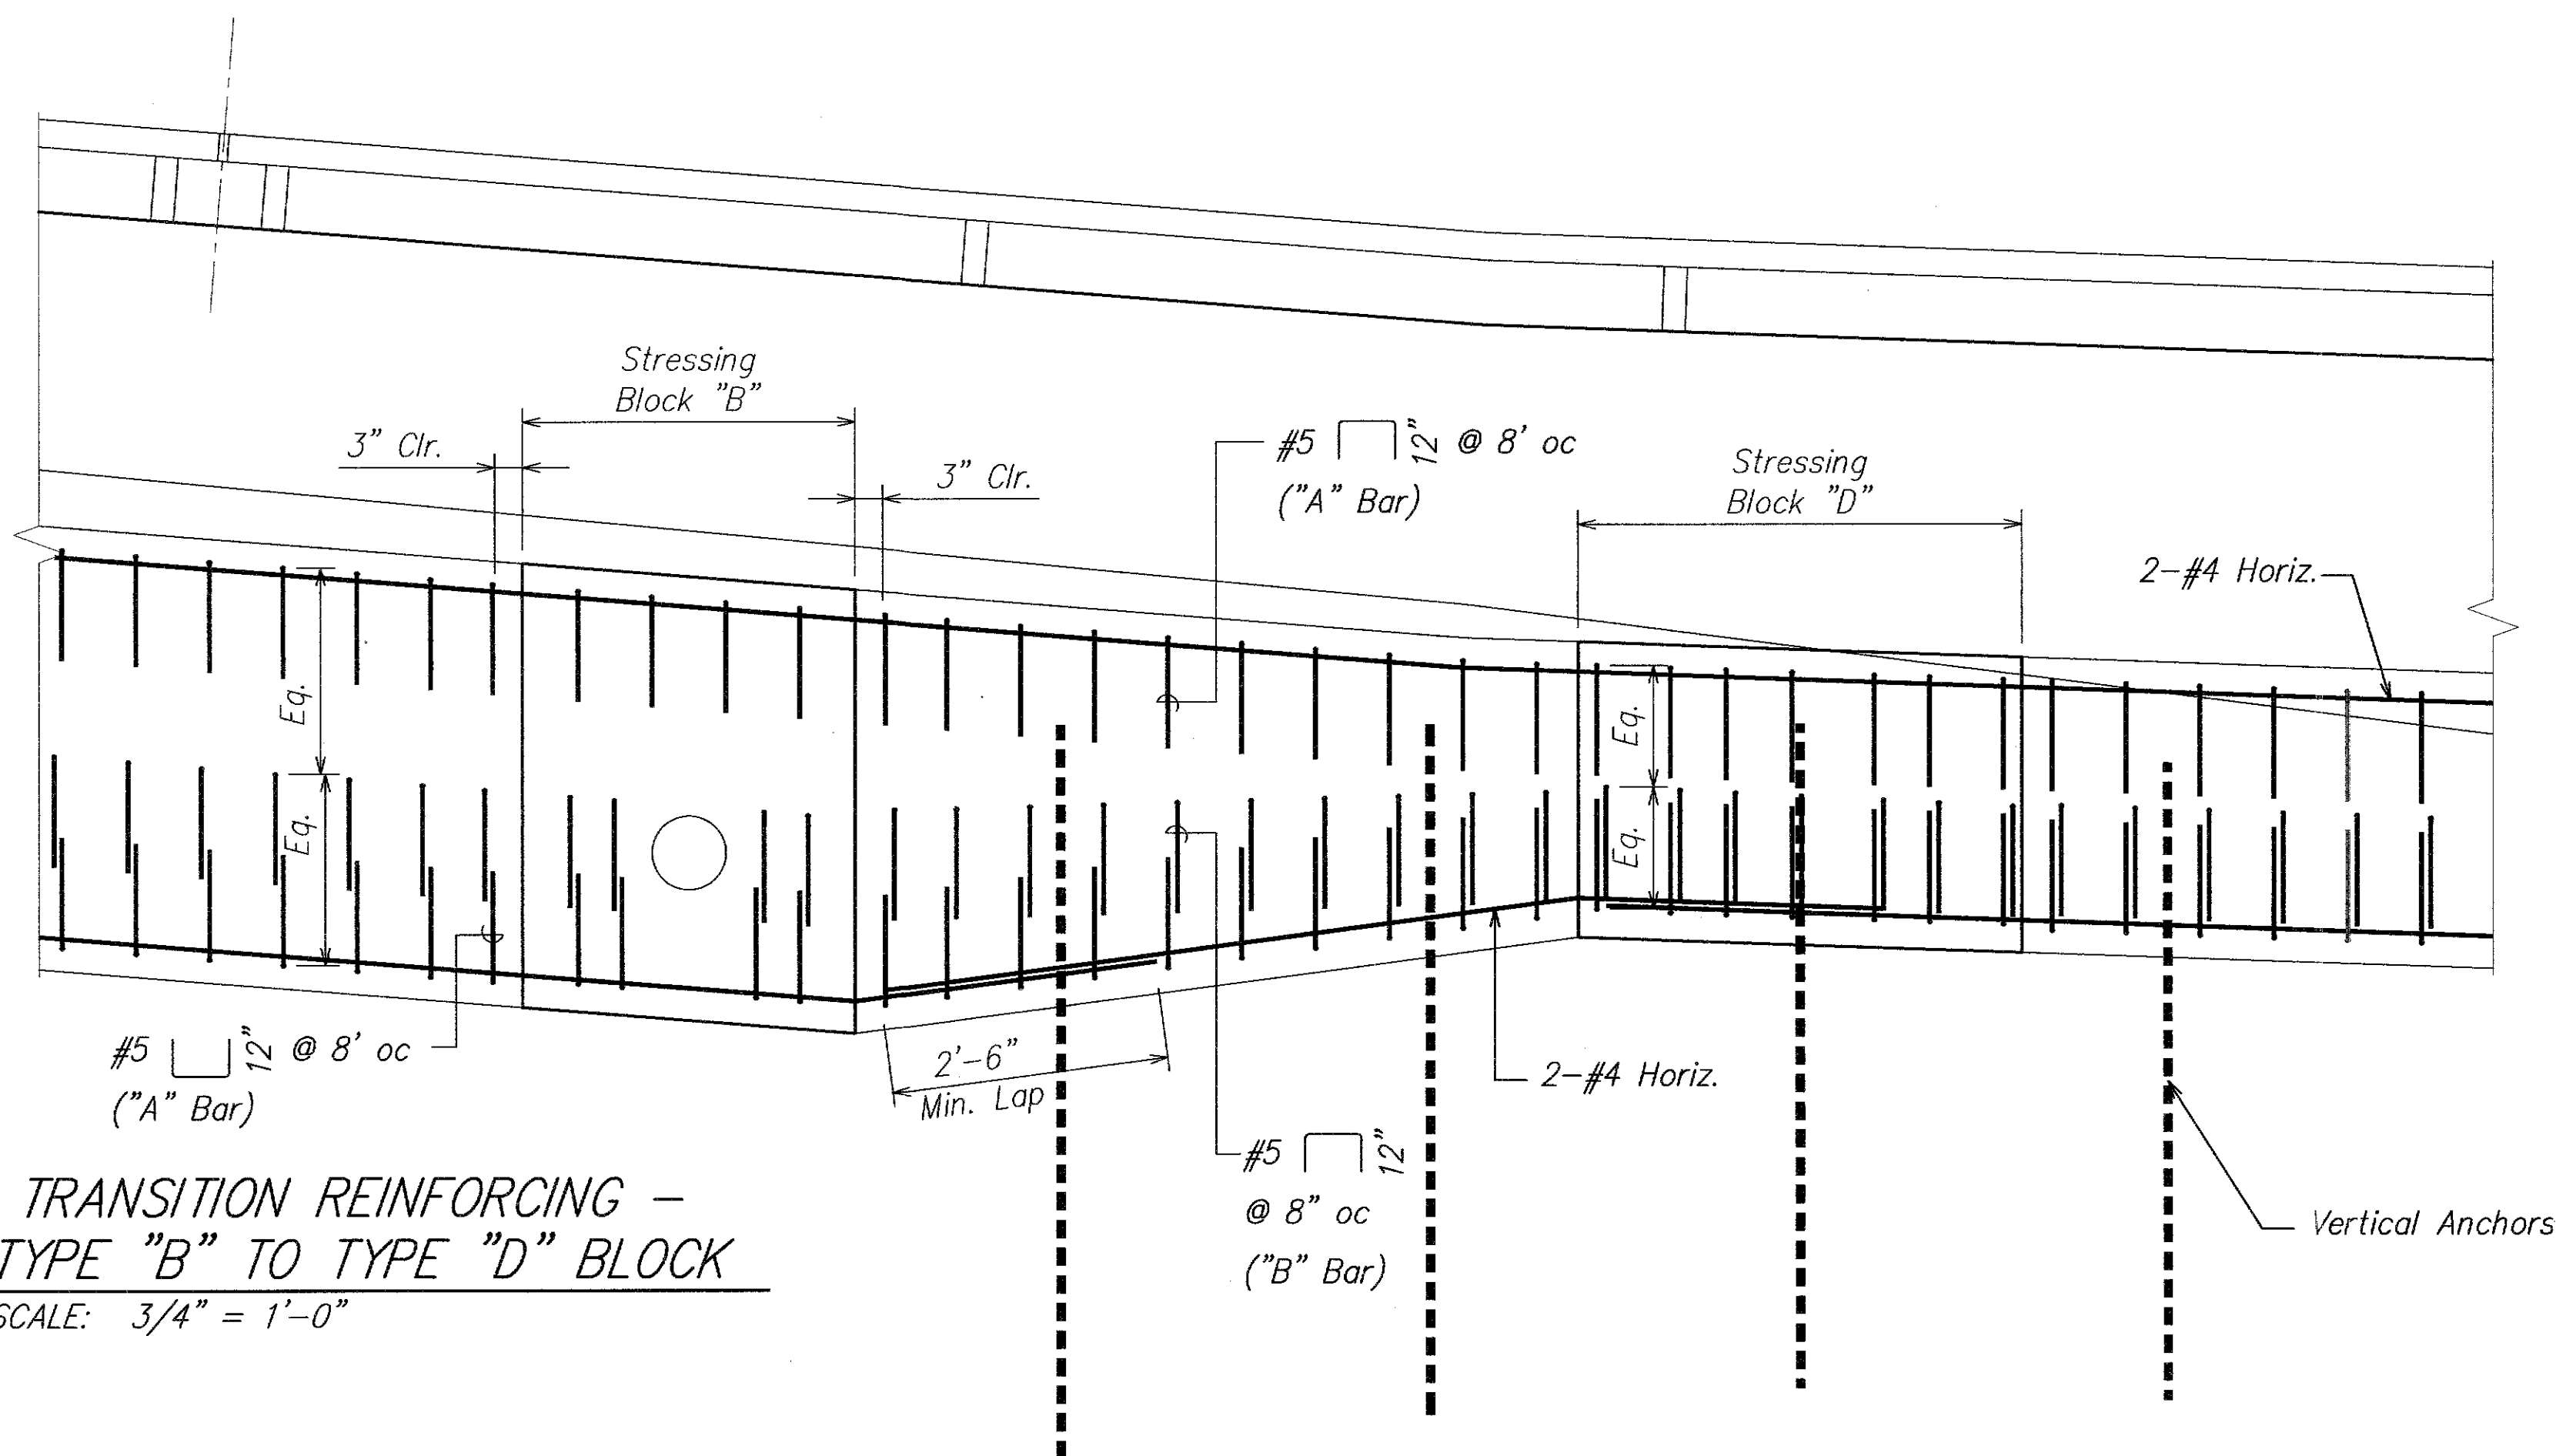 Stressing
Block "B"
3" Clr.
3" Clr.
#5 12" @ 8' oc
("A" Bar)
Stressing
Block "D"
2-#4 Horiz.
Eq.
Eq.
Eq.
Eq.
#5 12" @ 8' oc
("A" Bar)
2'-6"
Min. Lap
2-#4 Horiz.
#5 12"
@ 8" oc
("B" Bar)
Vertical Anchors
TRANSITION REINFORCING -
TYPE "B" TO TYPE "D" BLOCK
SCALE: 3/4" = 1'-0"